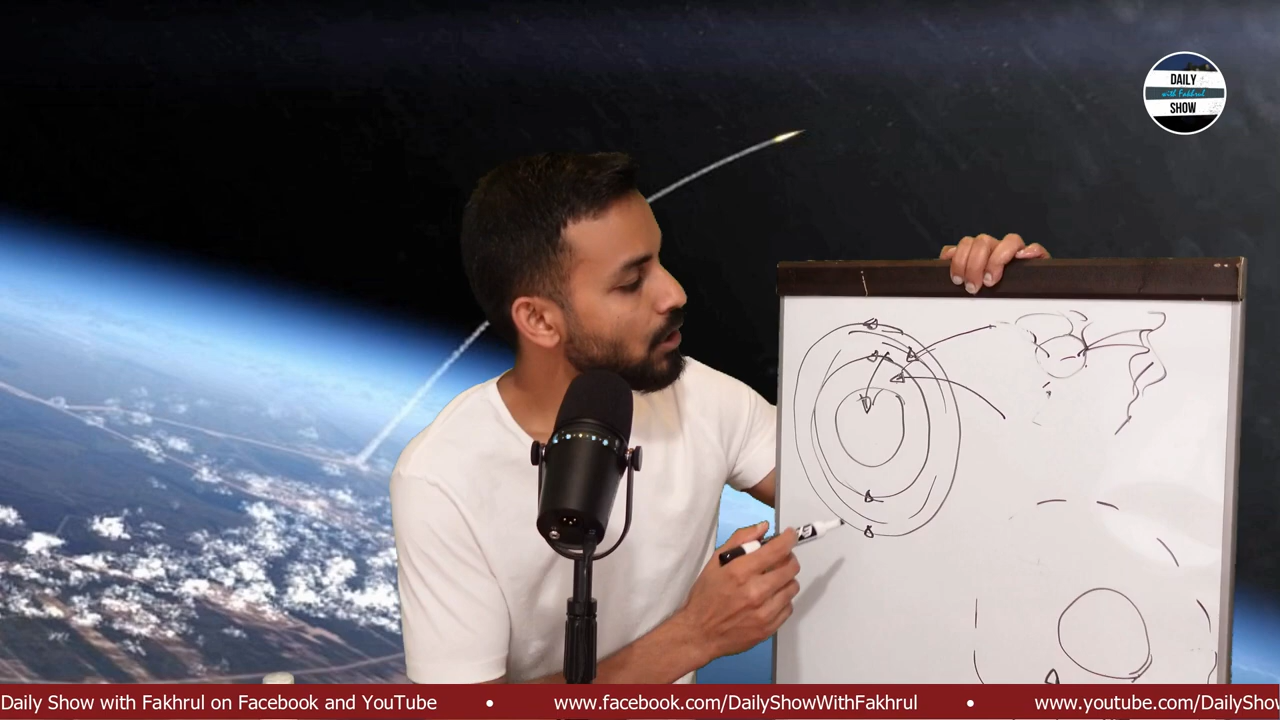 DAILY
with Fakhrul
SHOW
Daily Show with Fakhrul on Facebook and YouTube • www.facebook.com/DailyShowWithFakhrul • www.youtube.com/DailySho